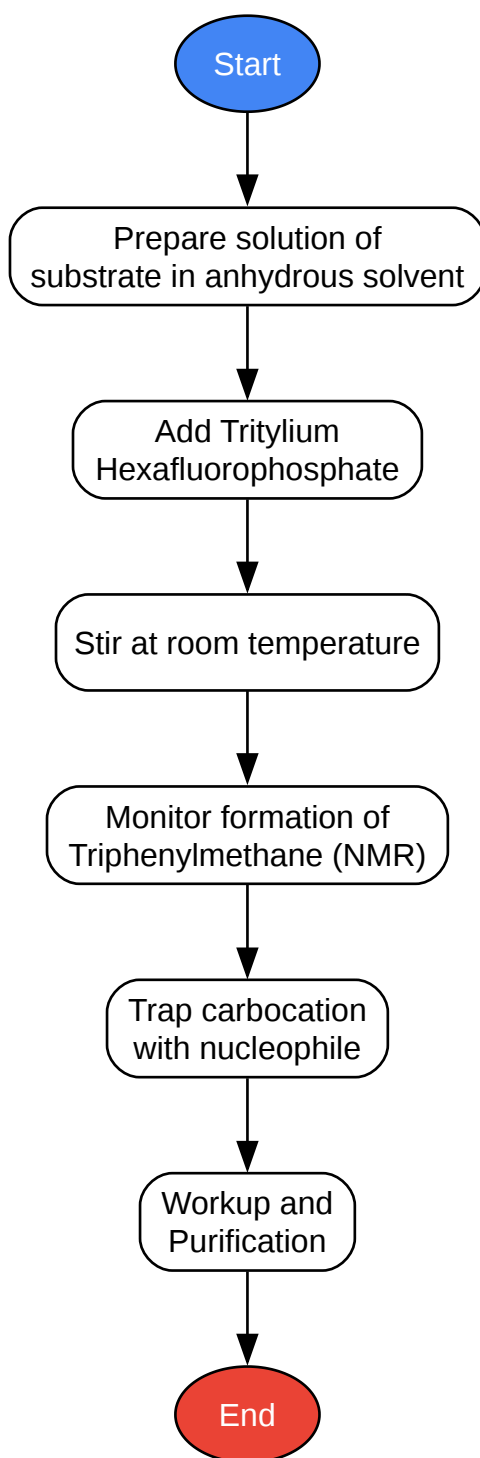 Start
Prepare solution of
substrate in anhydrous solvent
Add Tritylium
Hexafluorophosphate
Stir at room temperature
Monitor formation of
Triphenylmethane (NMR)
Trap carbocation
with nucleophile
Workup and
Purification
End